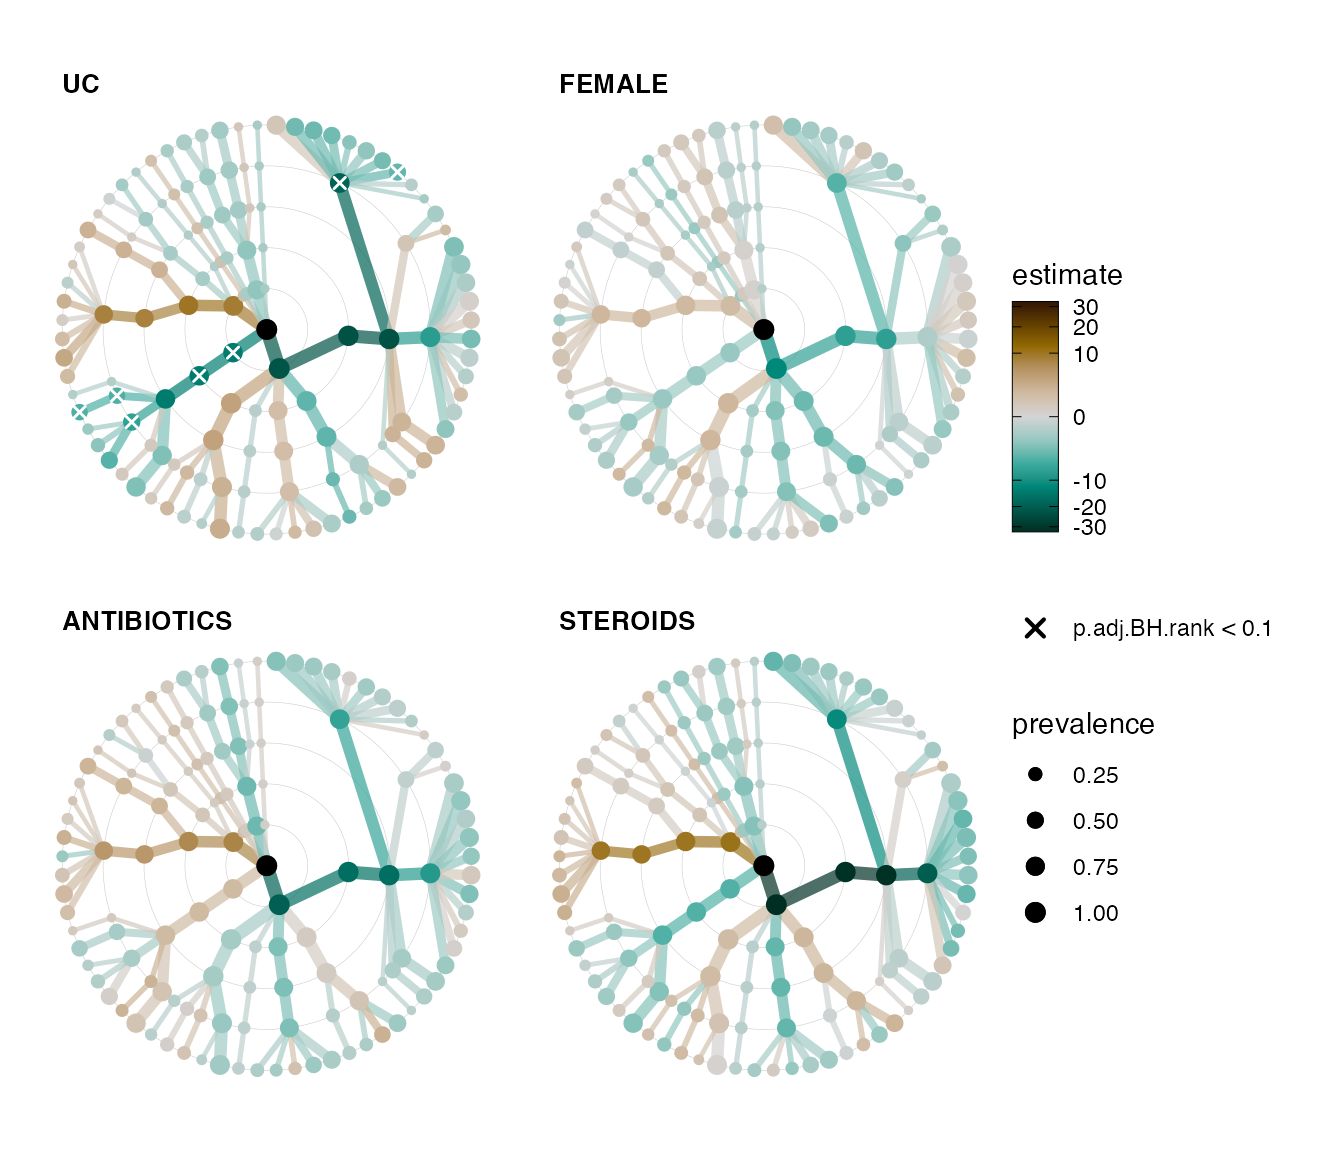 UC
FEMALE
estimate
30
20
10
0
-10
-20
-30
ANTIBIOTICS
STEROIDS
p.adj.BH.rank < 0.1
prevalence
0.25
0.50
0.75
1.00